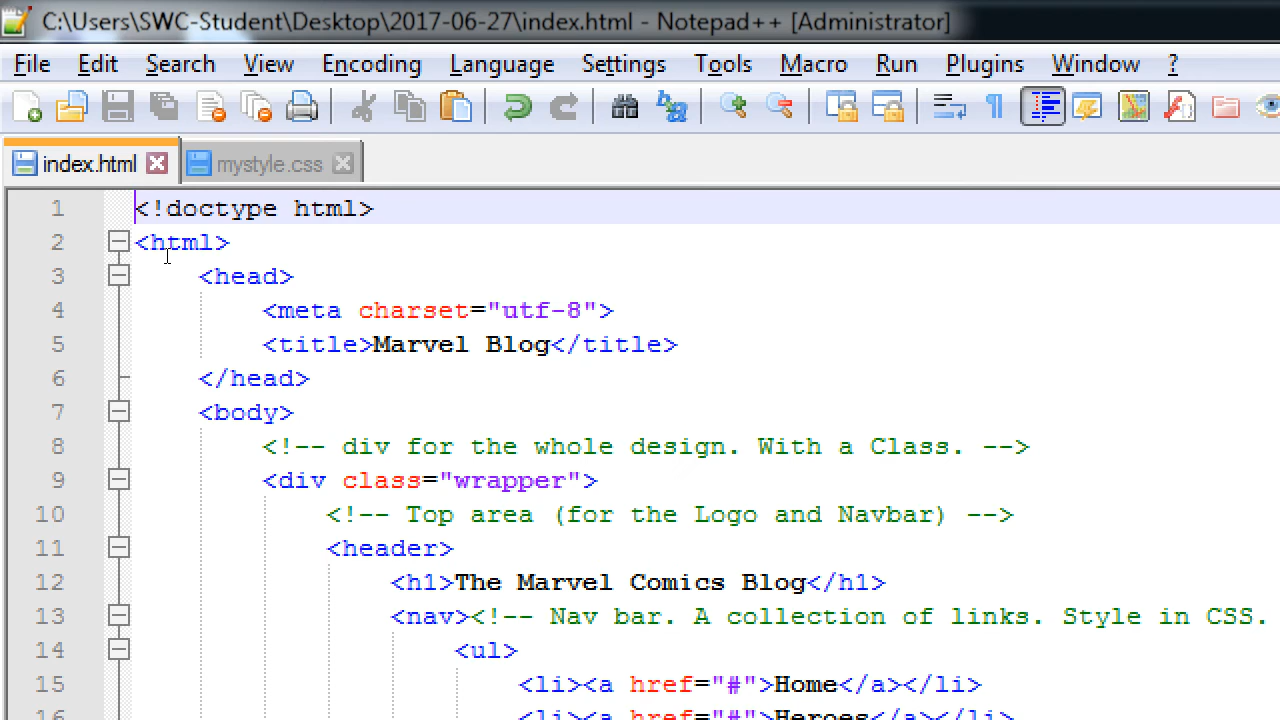 C:\Users\SWC-Student\Desktop\2017-06-27\index.html - Notepad++ [Administrator]
File Edit Search View Encoding Language Settings Tools Macro Run Plugins Window ?
index.html mystyle.css
1 <!doctype html>
2 <html>
3 <head>
4 <meta charset="utf-8">
5 <title>Marvel Blog</title>
6 </head>
7 <body>
8 <!-- div for the whole design. With a Class. -->
9 <div class="wrapper">
10 <!-- Top area (for the Logo and Navbar) -->
11 <header>
12 <h1>The Marvel Comics Blog</h1>
13 <nav><!-- Nav bar. A collection of links. Style in CSS.
14 <ul>
15 <li><a href="#">Home</a></li>
16 <li><a href="#">Heroes</a></li>